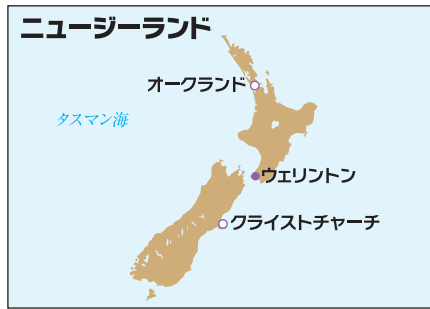 ニュージーランド
オークランド
タスマン海
ウェリントン
クライストチャーチ